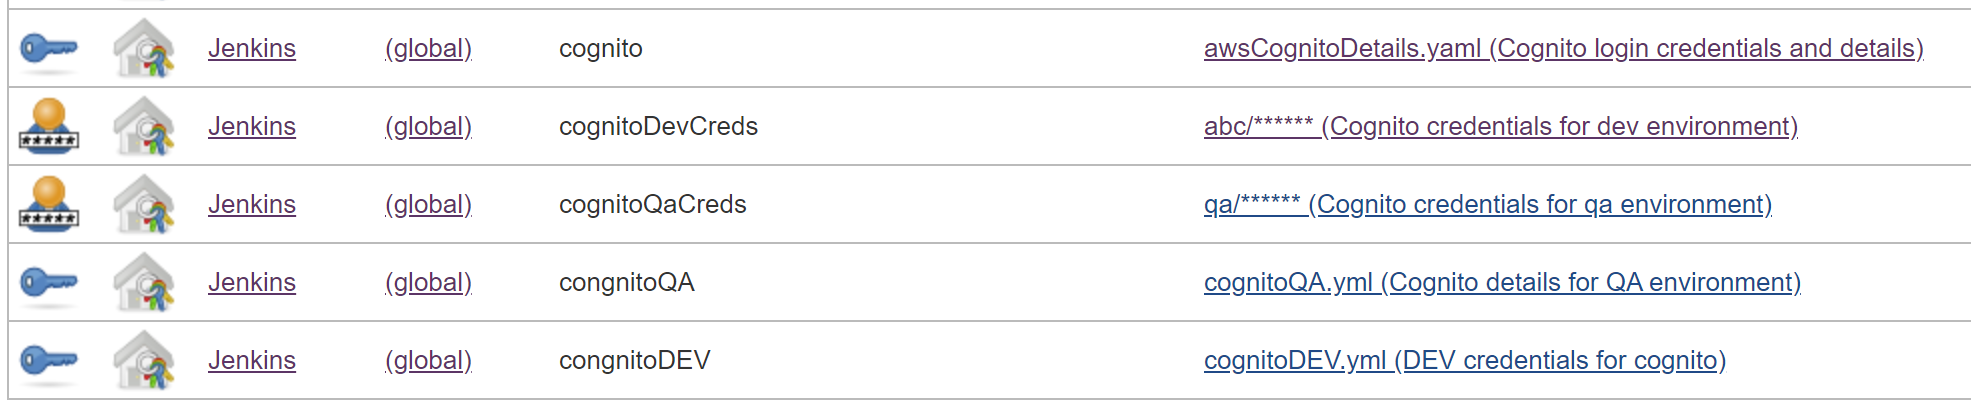 Jenkins (global) cognito awsCognitoDetails.yaml (Cognito login credentials and details)
***** Jenkins (global) cognitoDevCreds abc/****** (Cognito credentials for dev environment)
***** Jenkins (global) cognitoQaCreds qa/****** (Cognito credentials for qa environment)
Jenkins (global) congnitoQA cognitoQA.yml (Cognito details for QA environment)
Jenkins (global) congnitoDEV cognitoDEV.yml (DEV credentials for cognito)